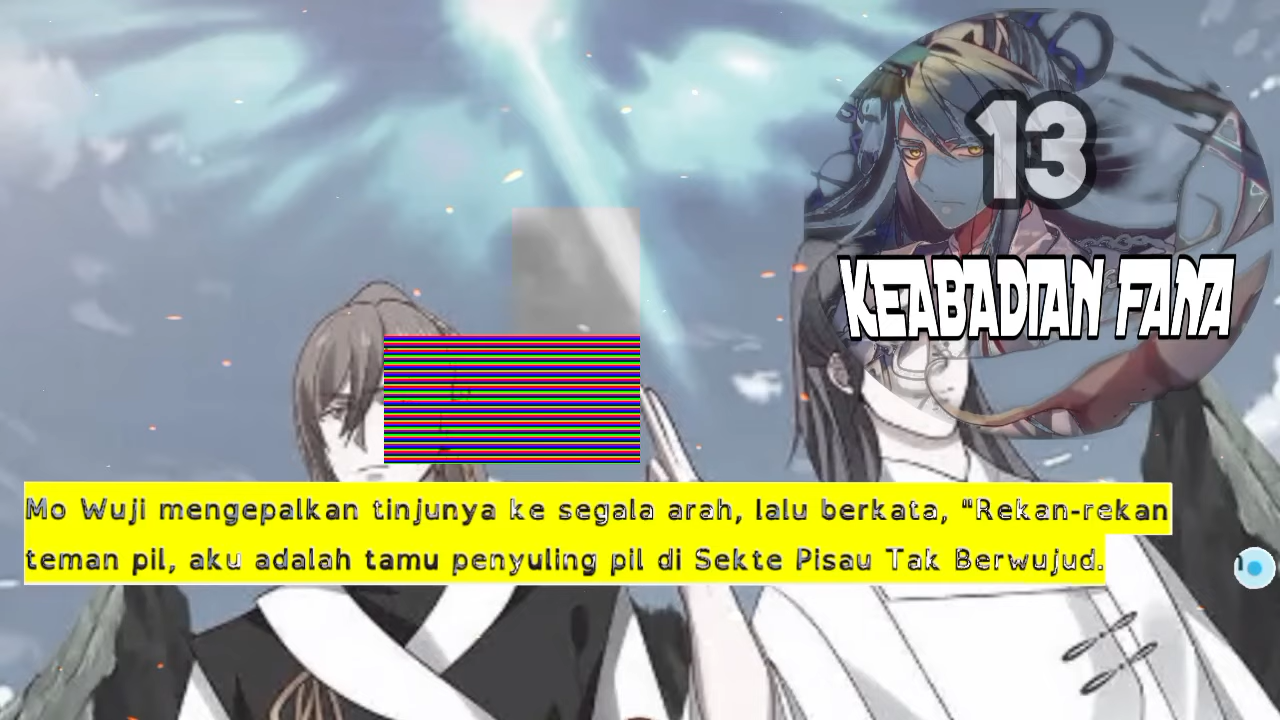 13
KEABADIAN FANA
Mo Wuji mengepalkan tinjunya ke segala arah, lalu berkata, "Rekan-rekan
teman pil, aku adalah tamu penyuling pil di Sekte Pisau Tak Berwujud.